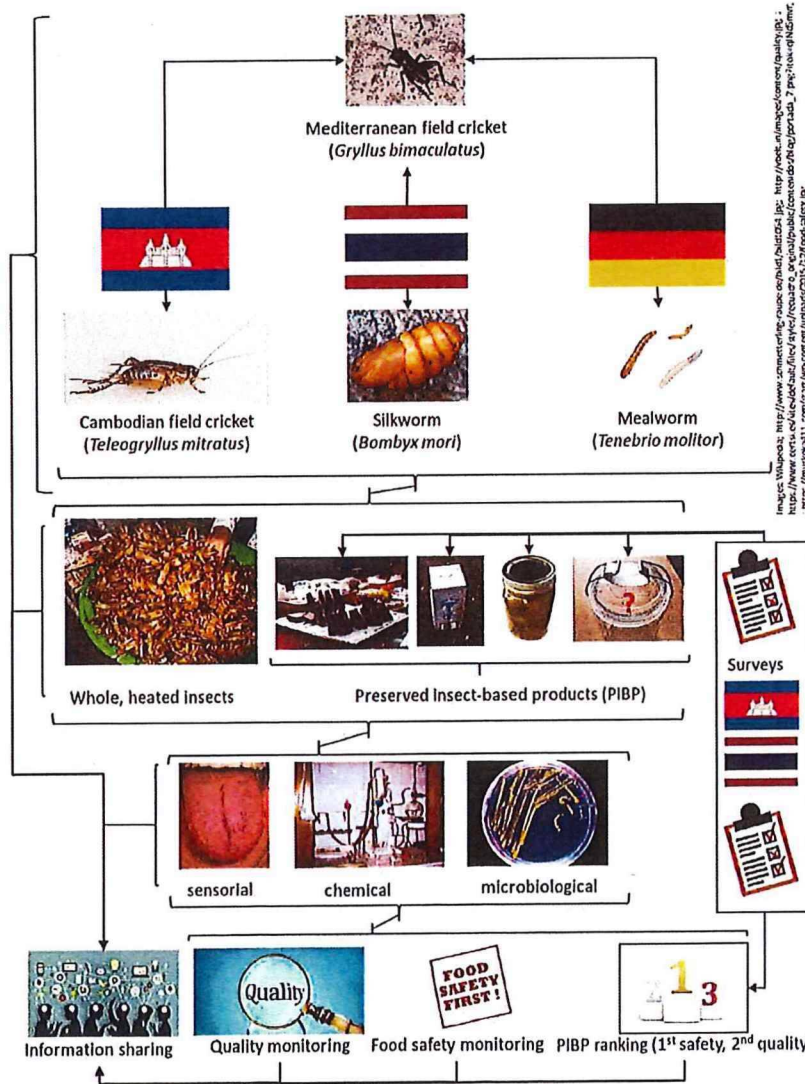 Mediterranean field cricket
(Gryllus bimaculatus)
Cambodian field cricket
(Teleogryllus mitratus)
Silkworm
(Bombyx mori)
Mealworm
(Tenebrio molitor)
Whole, heated insects
?
Preserved Insect-based products (PIBP)
Surveys
sensorial
chemical
microbiological
Quality
FOOD
SAFETY
FIRST !
2 1 3
Information sharing
Quality monitoring
Food safety monitoring
PIBP ranking (1st safety, 2nd quality